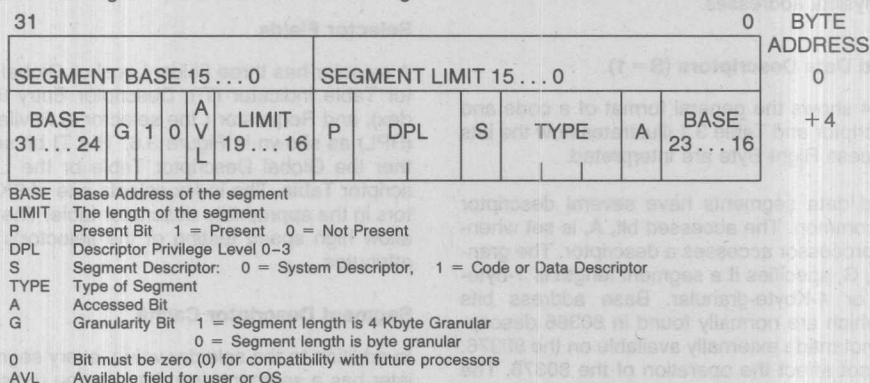 31 0 BYTE
ADDRESS
SEGMENT BASE 15 . . . 0 SEGMENT LIMIT 15 . . . 0 0
BASE 31 . . . 24 G 1 0 AVL LIMIT 19 . . . 16 P DPL S TYPE A BASE 23 . . . 16 +4
BASE Base Address of the segment
LIMIT The length of the segment
P Present Bit 1 = Present 0 = Not Present
DPL Descriptor Privilege Level 0–3
S Segment Descriptor: 0 = System Descriptor, 1 = Code or Data Descriptor
TYPE Type of Segment
A Accessed Bit
G Granularity Bit 1 = Segment length is 4 Kbyte Granular
0 = Segment length is byte granular
0 Bit must be zero (0) for compatibility with future processors
AVL Available field for user or OS